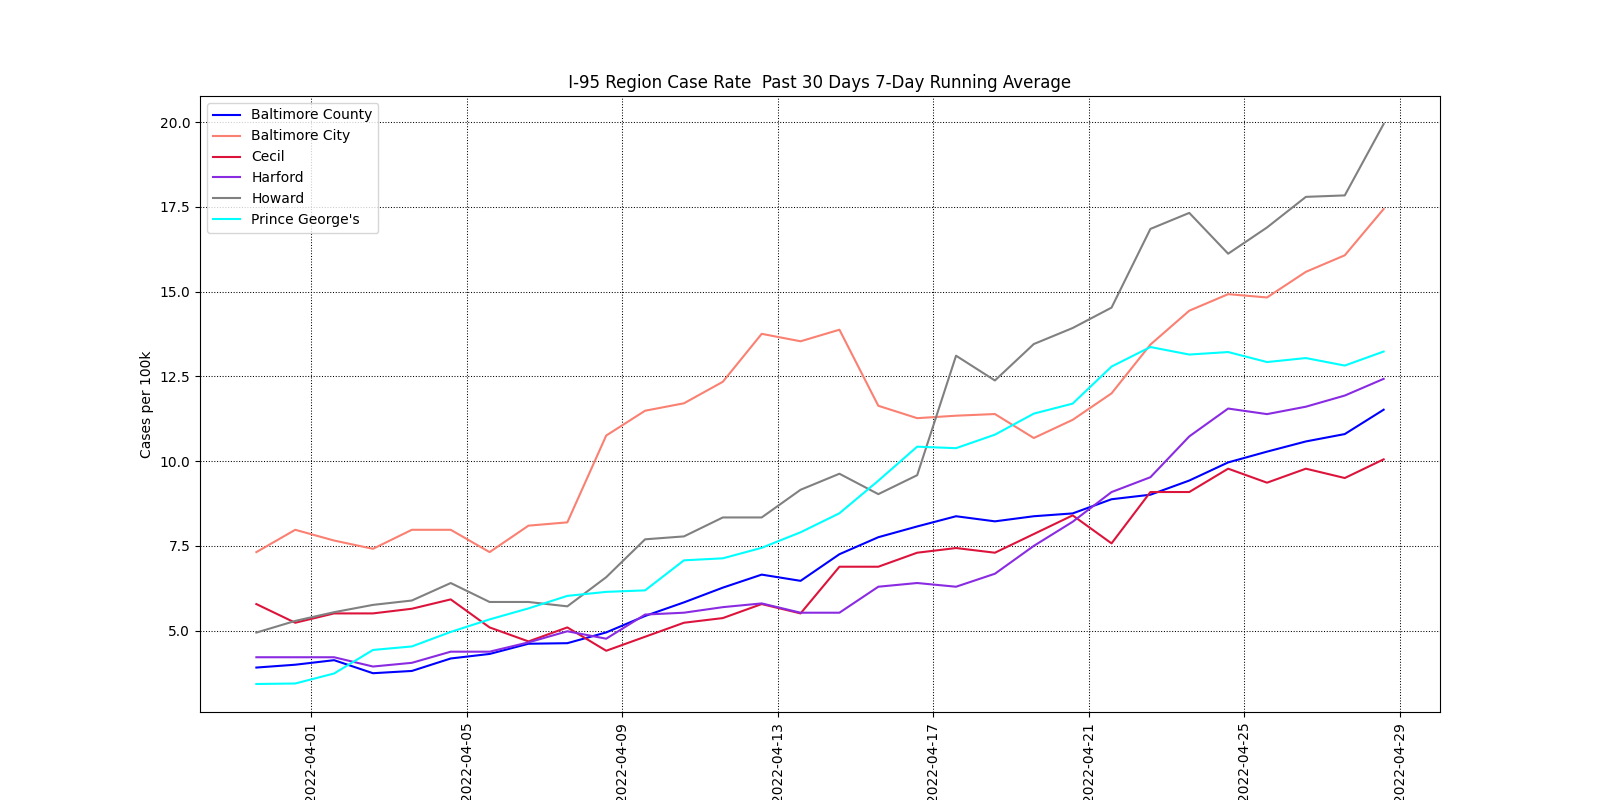 I-95 Region Case Rate  Past 30 Days 7-Day Running Average
Baltimore County
Baltimore City
Cecil
Harford
Howard
Prince George's
20.0
17.5
15.0
12.5
10.0
7.5
5.0
Cases per 100k
2022-04-01
2022-04-05
2022-04-09
2022-04-13
2022-04-17
2022-04-21
2022-04-25
2022-04-29